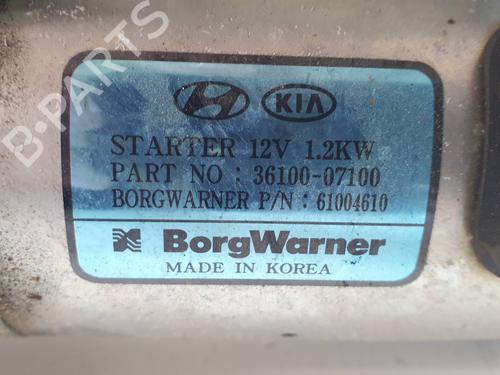 KIA
STARTER 12V 1.2KW
PART NO : 36100-07100
BORGWARNER P/N : 61004610
BorgWarner
MADE IN KOREA
B-PARTS